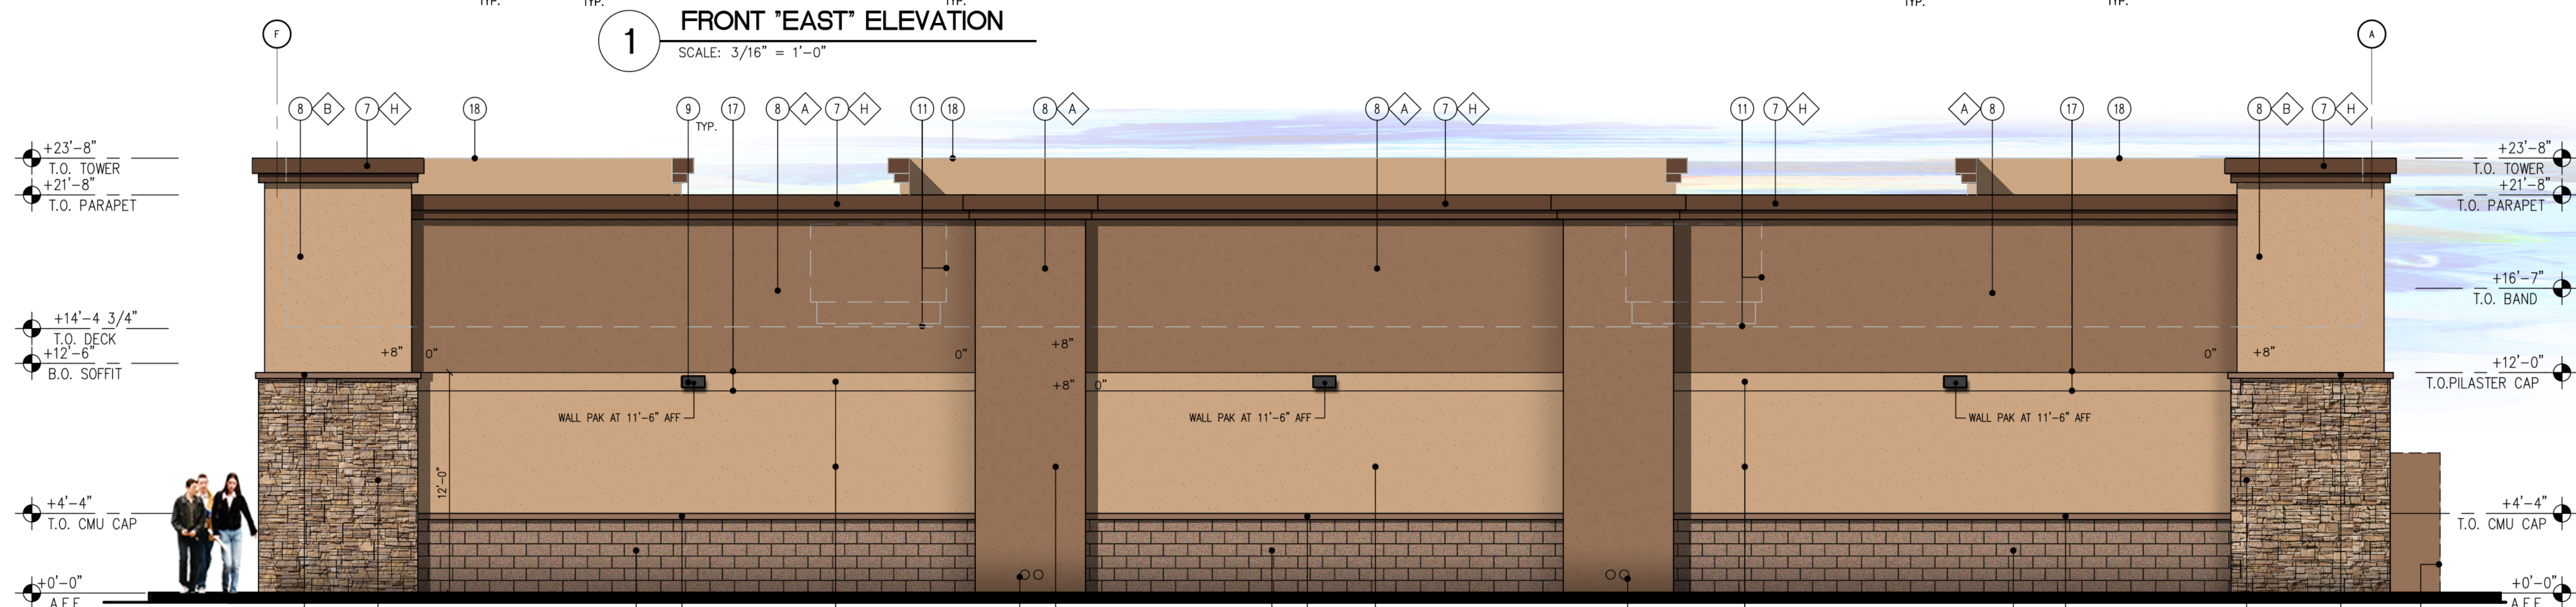 TYP. TYP. TYP. TYP. TYP.
1 FRONT "EAST" ELEVATION
SCALE: 3/16" = 1'-0"
F A
8 B 7 H 18 9 17 8 A 7 H 11 18 8 A 8 A 7 H 11 7 H A 8 17 18 8 B 7 H
TYP.
+23'-8" +23'-8"
T.O. TOWER T.O. TOWER
+21'-8" +21'-8"
T.O. PARAPET T.O. PARAPET
+16'-7"
T.O. BAND
+14'-4 3/4"
T.O. DECK
+12'-6" +8" 0" 0" +8" 0" +8"
B.O. SOFFIT
+12'-0"
T.O.PILASTER CAP
+8" 0"
WALL PAK AT 11'-6" AFF WALL PAK AT 11'-6" AFF WALL PAK AT 11'-6" AFF
12'-0"
+4'-4" +4'-4"
T.O. CMU CAP T.O. CMU CAP
+0'-0" +0'-0"
A.F.F. A.F.F.